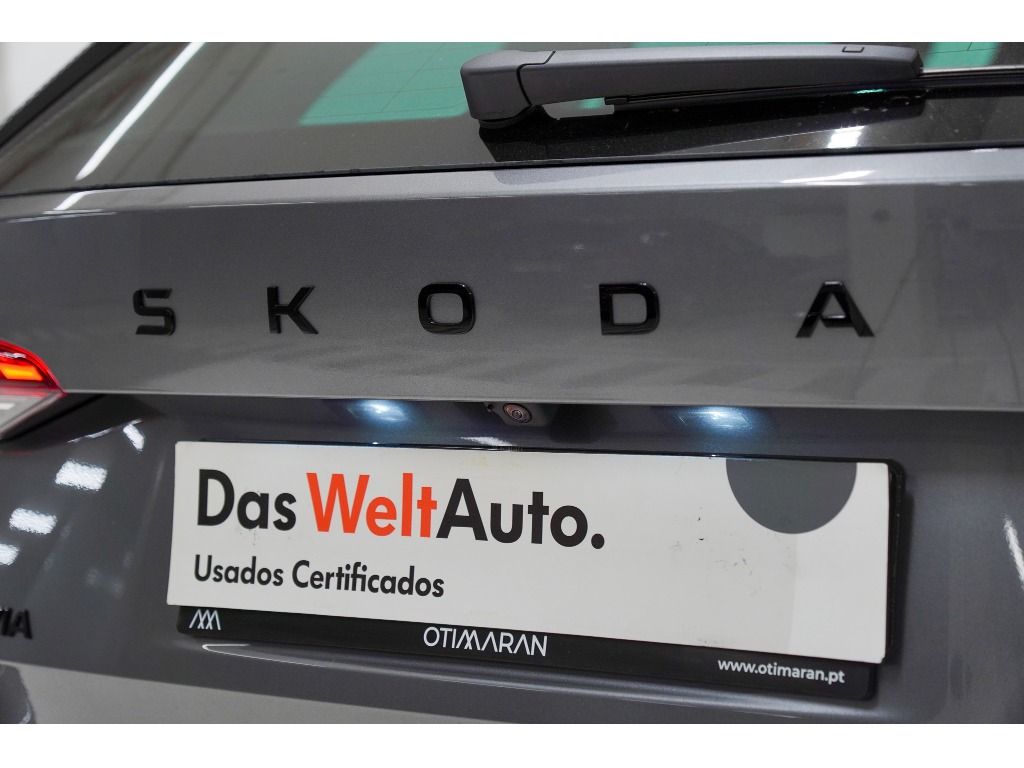 SKODA
Das WeltAuto.
Usados Certificados
OTIMARAN
www.otimaran.pt